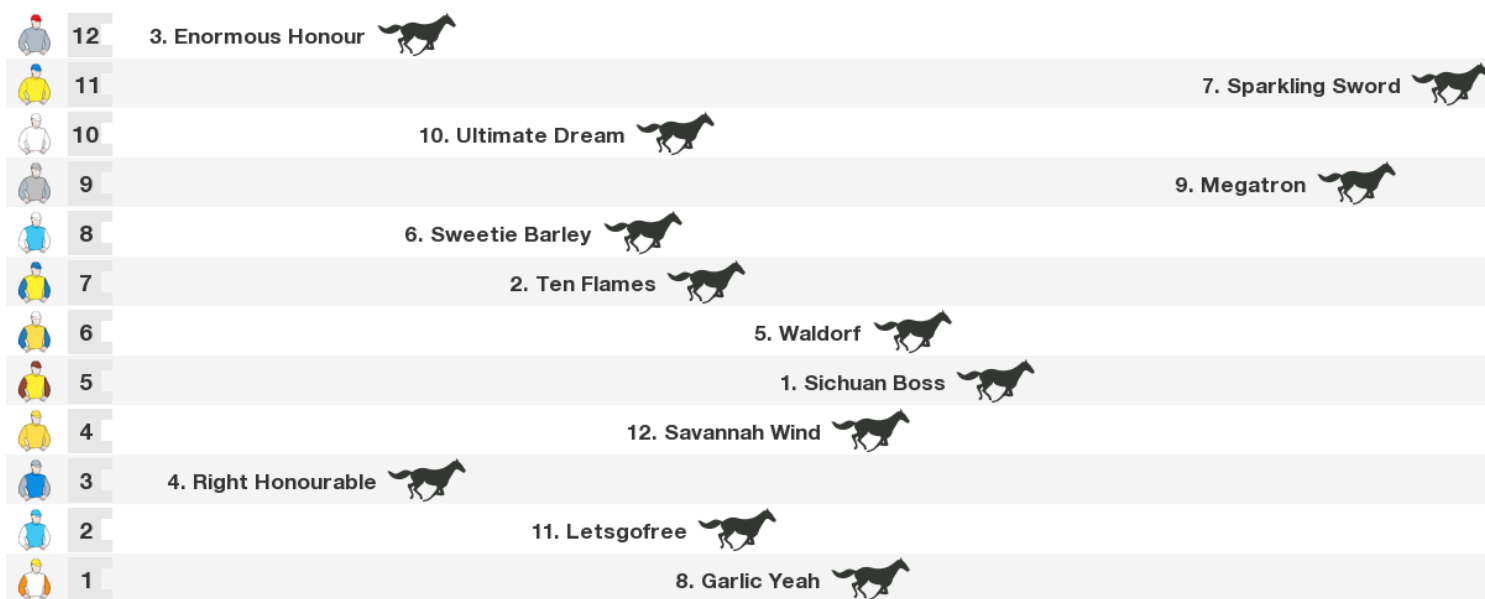 12 3. Enormous Honour
11 7. Sparkling Sword
10 10. Ultimate Dream
9 9. Megatron
8 6. Sweetie Barley
7 2. Ten Flames
6 5. Waldorf
5 1. Sichuan Boss
4 12. Savannah Wind
3 4. Right Honourable
2 11. Letsgofree
1 8. Garlic Yeah